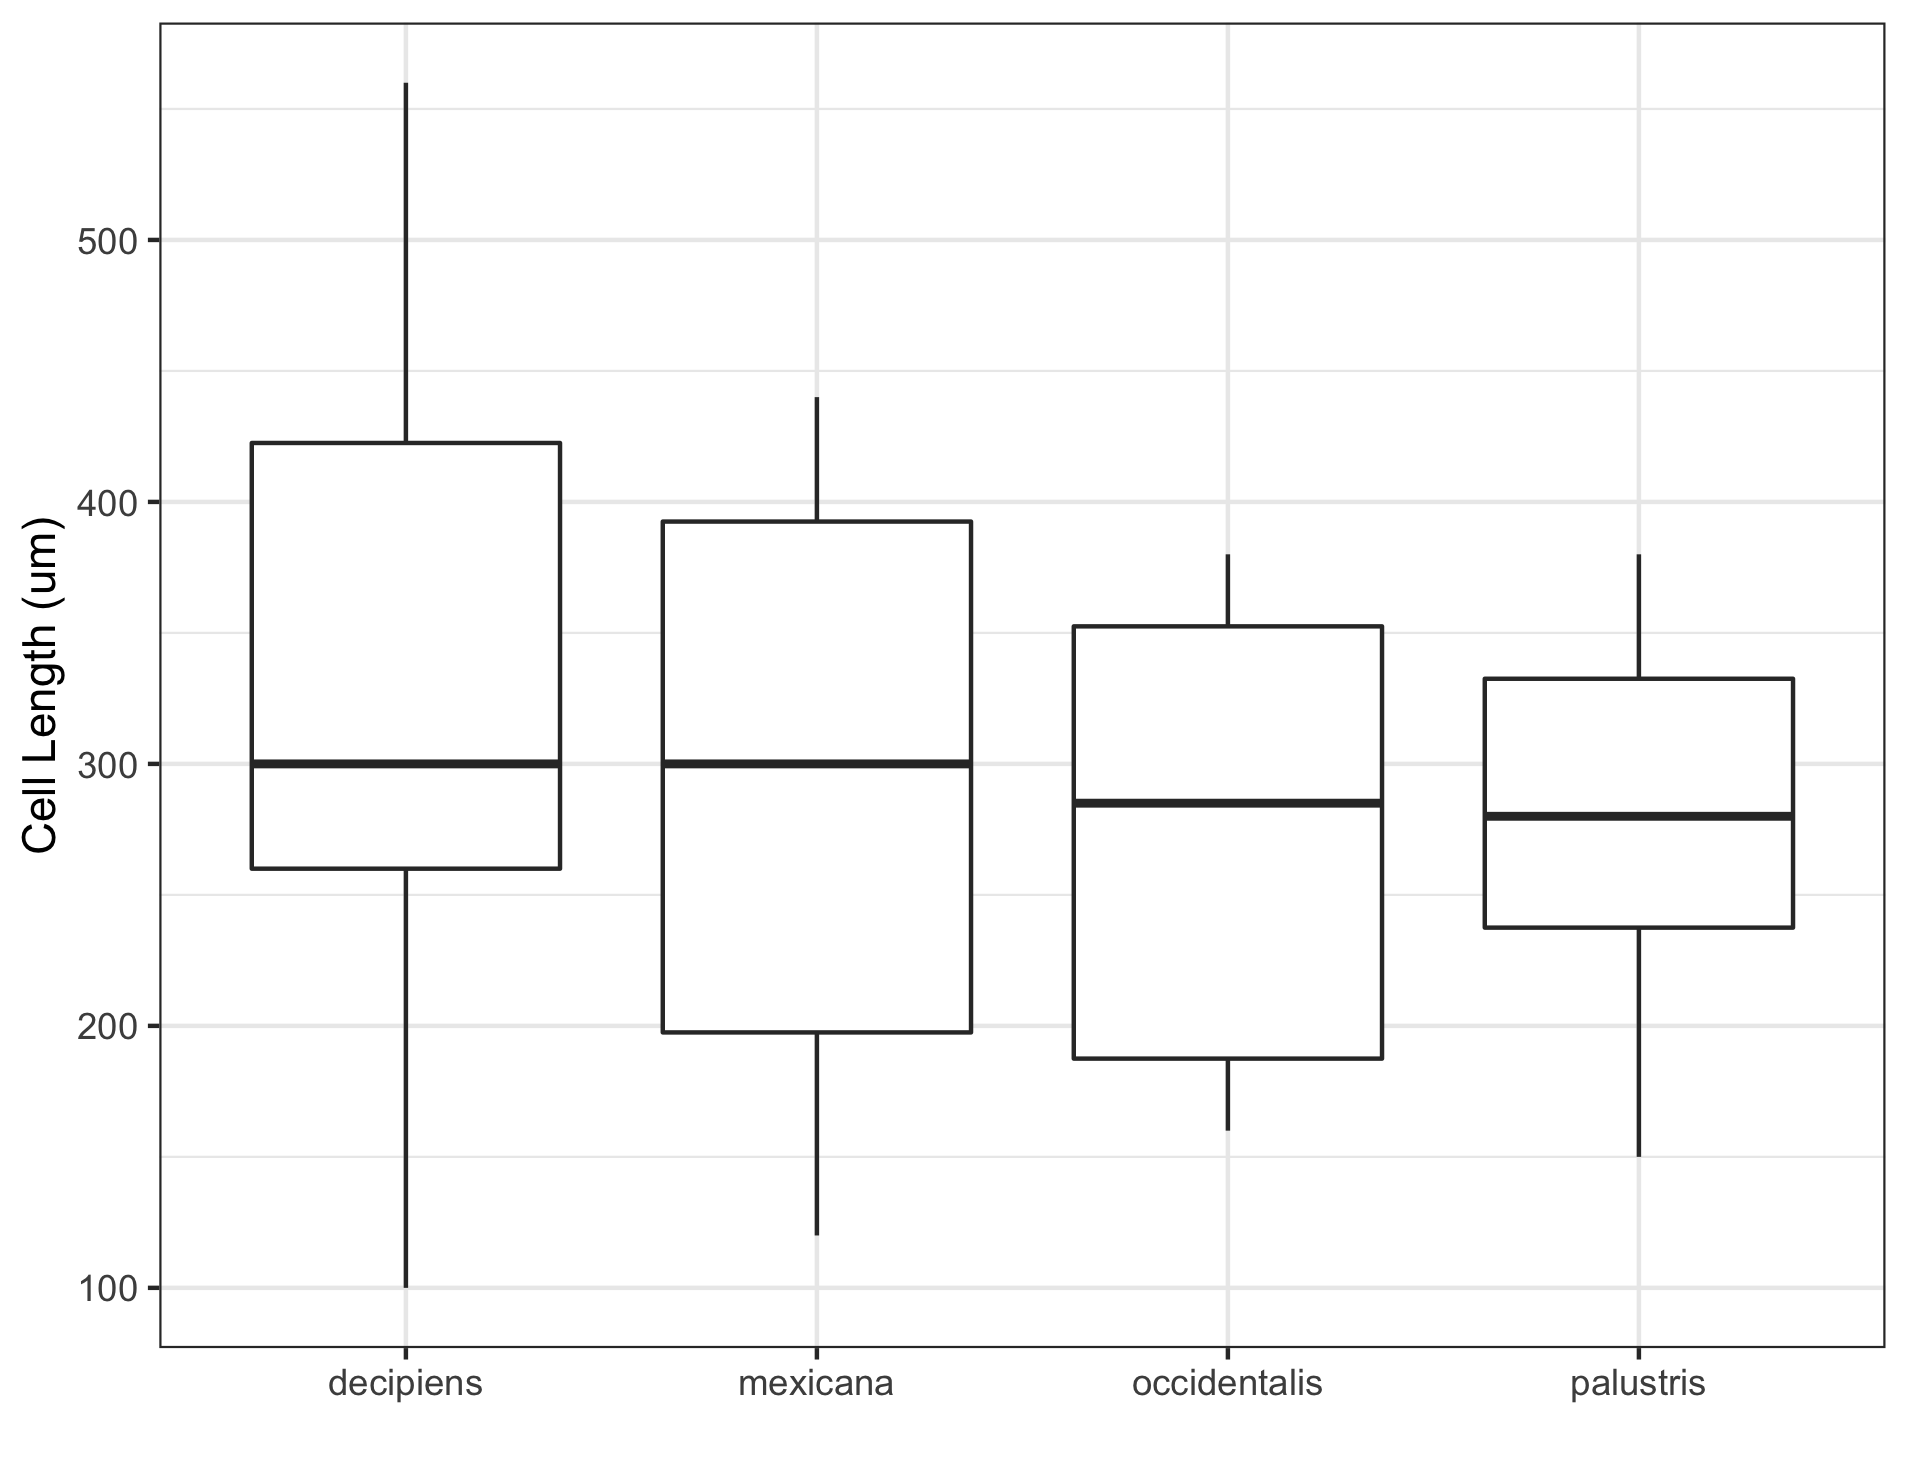 Cell Length (um)
500
400
300
200
100
decipiens
mexicana
occidentalis
palustris